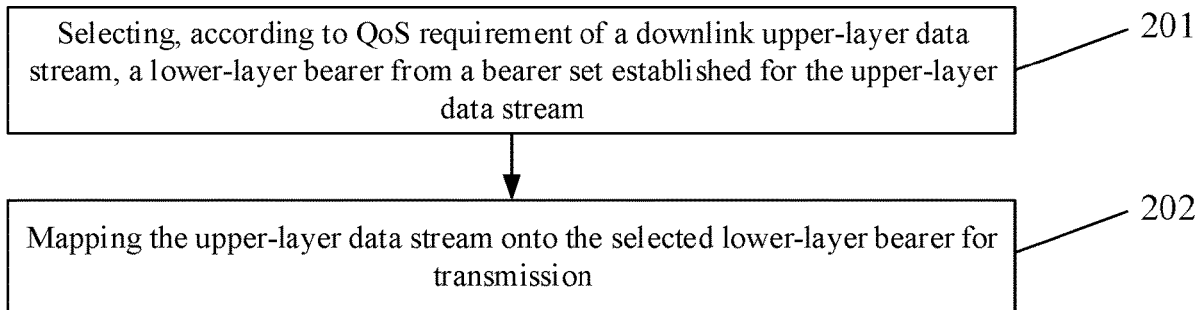 Selecting, according to QoS requirement of a downlink upper-layer data
stream, a lower-layer bearer from a bearer set established for the upper-layer
data stream
201
Mapping the upper-layer data stream onto the selected lower-layer bearer for
transmission
202